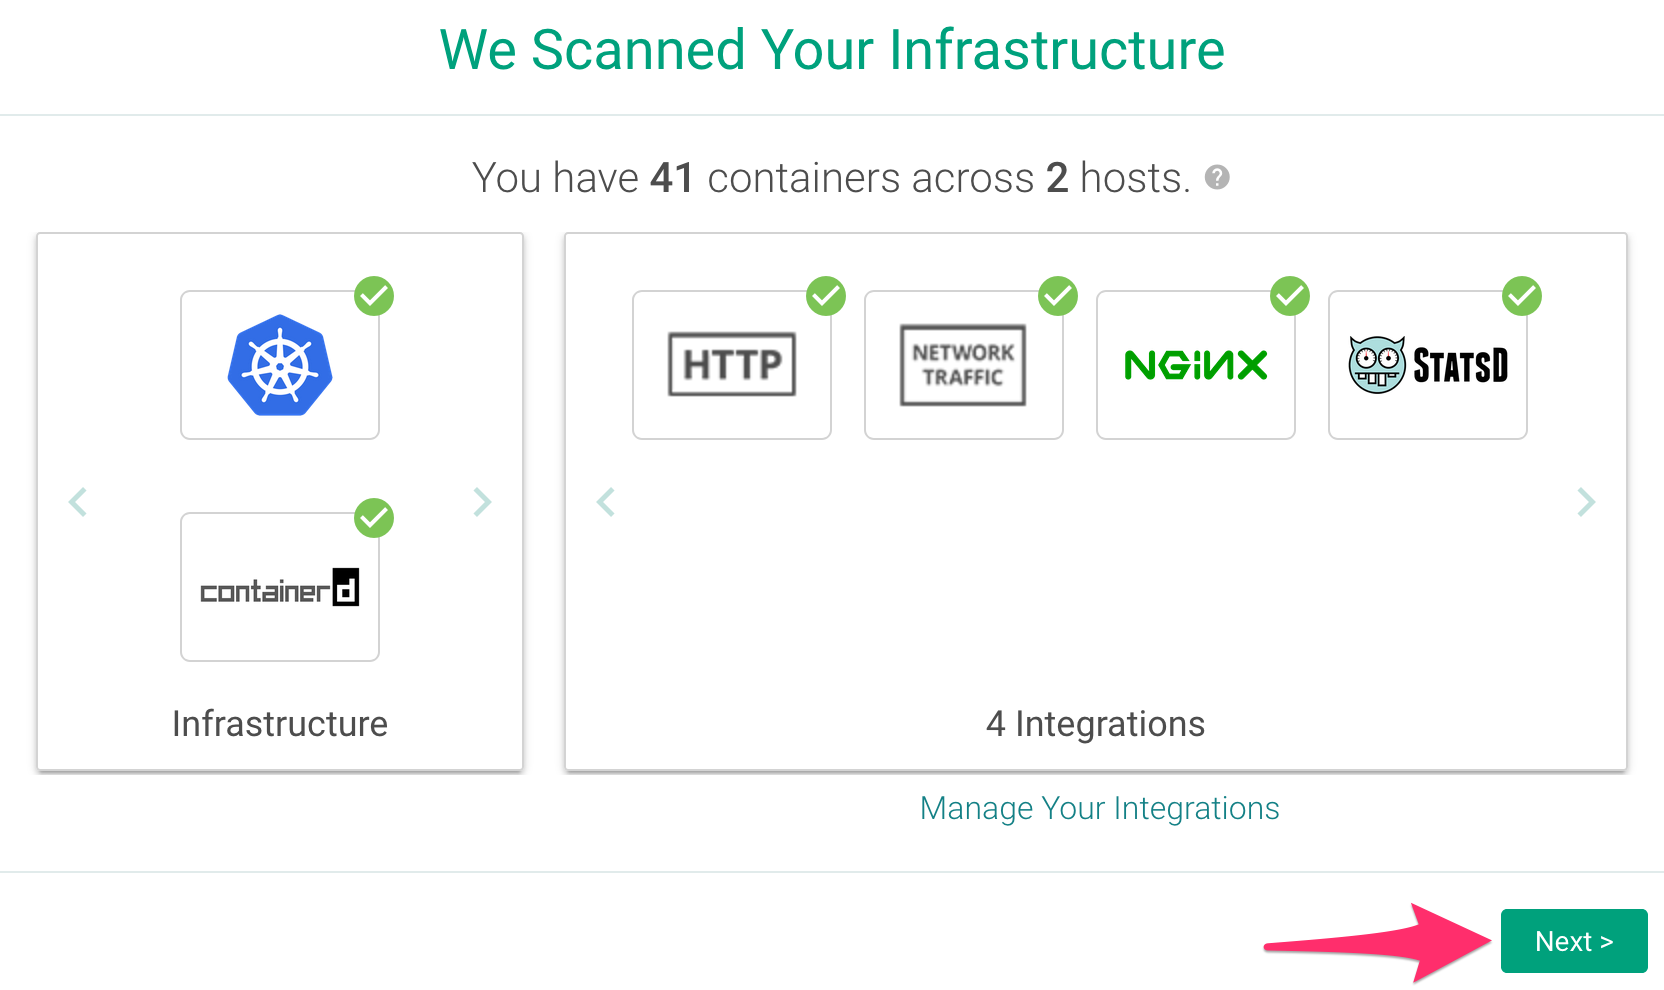 We Scanned Your Infrastructure
You have 41 containers across 2 hosts. ?
HTTP
NETWORK
TRAFFIC
NGINX
STATSD
containerd
Infrastructure
4 Integrations
Manage Your Integrations
Next >